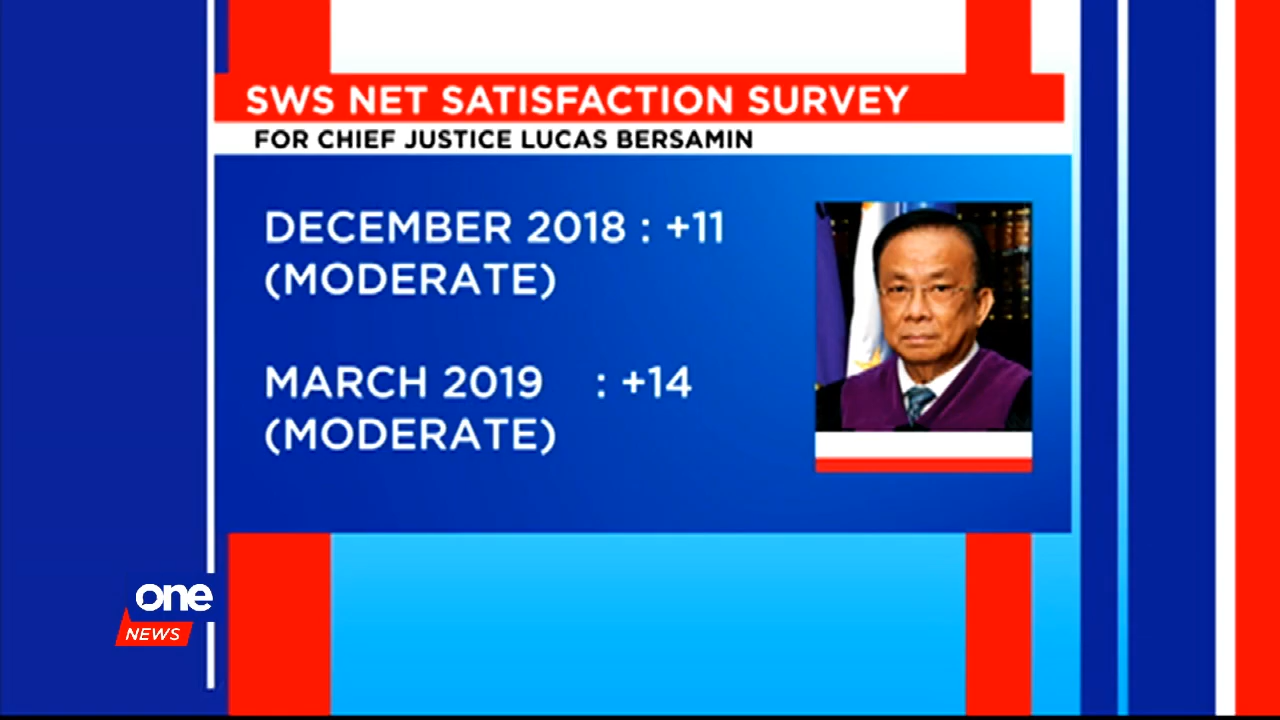 SWS NET SATISFACTION SURVEY
FOR CHIEF JUSTICE LUCAS BERSAMIN
DECEMBER 2018 : +11
(MODERATE)
MARCH 2019 : +14
(MODERATE)
one
NEWS